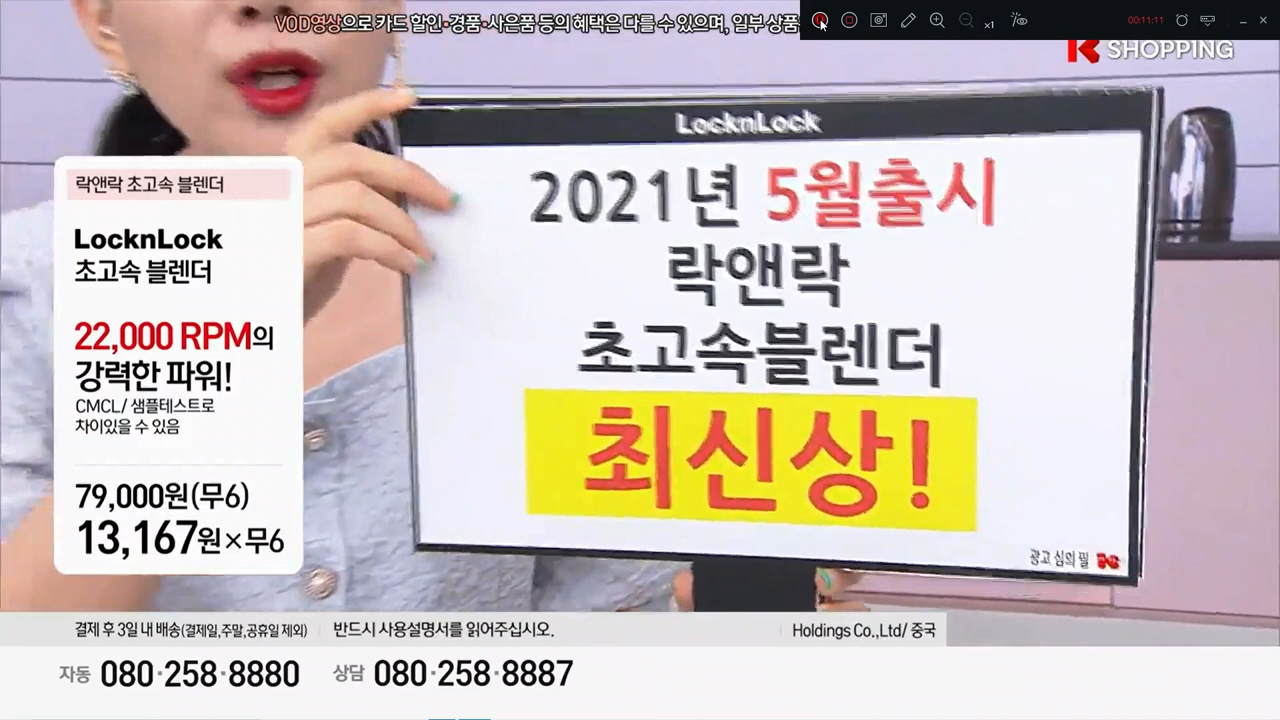 VOD영상으로 카드 할인·경품·사은품 등의 혜택은 다를 수 있으며, 일부 상품
x1
00:11:11
K SHOPPING
LocknLock
2021년 5월출시
락앤락
초고속블렌더
최신상!
광고 심의 필
락앤락 초고속 블렌더
LocknLock
초고속 블렌더
22,000 RPM의
강력한 파워!
CMCL/ 샘플테스트로
차이있을 수 있음
79,000원(무6)
13,167원×무6
결제 후 3일 내 배송(결제일,주말,공휴일 제외)
반드시 사용설명서를 읽어주십시오.
Holdings Co.,Ltd/ 중국
자동 080·258·8880
상담 080·258·8887